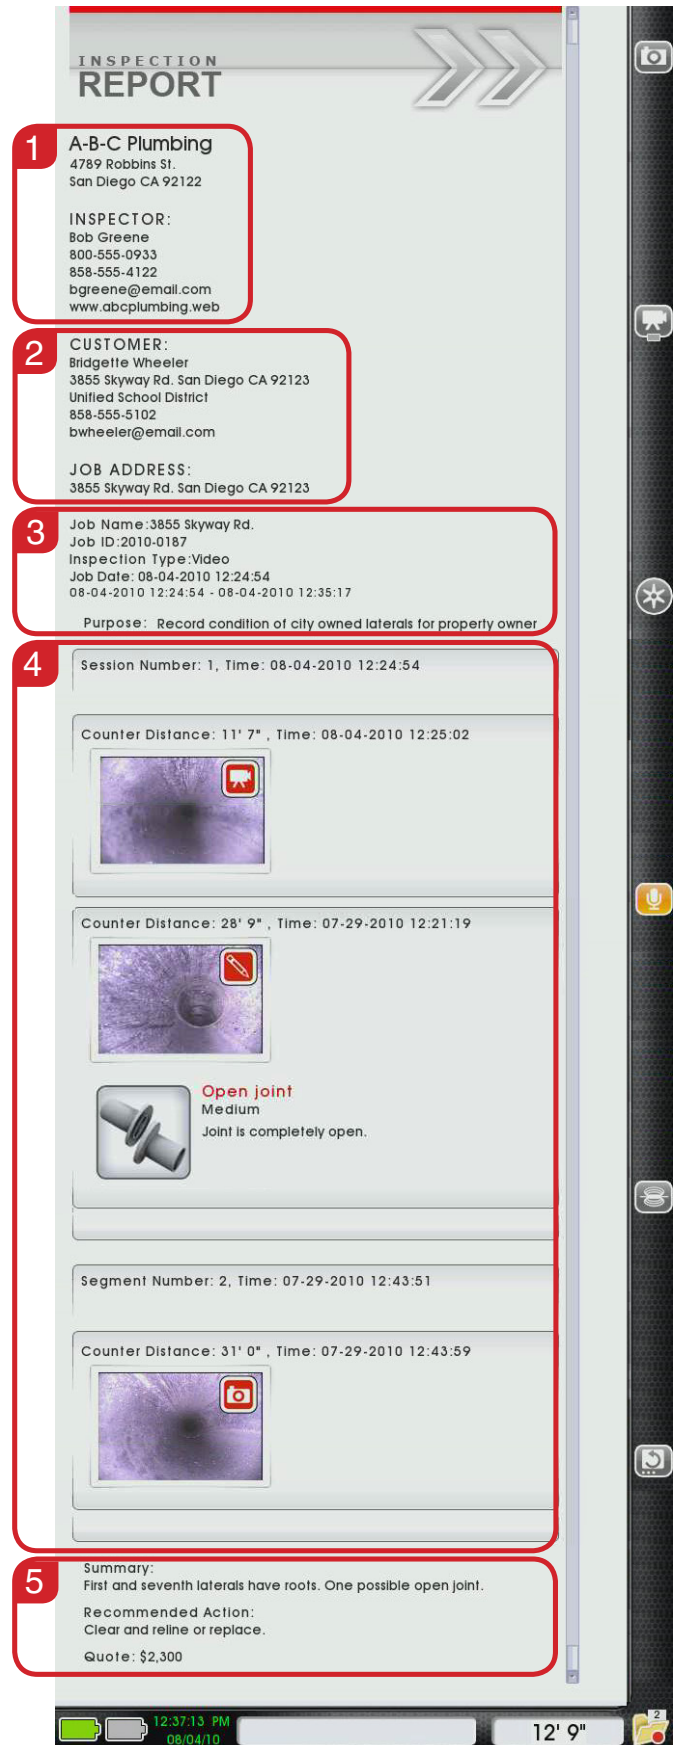 INSPECTION
REPORT
1
A-B-C Plumbing
4789 Robbins St.
San Diego CA 92122
INSPECTOR:
Bob Greene
800-555-0933
858-555-4122
bgreene@email.com
www.abcplumbing.web
2
CUSTOMER:
Bridgette Wheeler
3855 Skyway Rd. San Diego CA 92123
Unified School District
858-555-5102
bwheeler@email.com
JOB ADDRESS:
3855 Skyway Rd. San Diego CA 92123
3
Job Name:3855 Skyway Rd.
Job ID:2010-0187
Inspection Type:Video
Job Date: 08-04-2010 12:24:54
08-04-2010 12:24:54 - 08-04-2010 12:35:17
Purpose: Record condition of city owned laterals for property owner
4
Session Number: 1, Time: 08-04-2010 12:24:54
Counter Distance: 11' 7" , Time: 08-04-2010 12:25:02
Counter Distance: 28' 9" , Time: 07-29-2010 12:21:19
Open joint
Medium
Joint is completely open.
Segment Number: 2, Time: 07-29-2010 12:43:51
Counter Distance: 31' 0" , Time: 07-29-2010 12:43:59
5
Summary:
First and seventh laterals have roots. One possible open joint.
Recommended Action:
Clear and reline or replace.
Quote: $2,300
12:37:13 PM
08/04/10
12' 9"
2